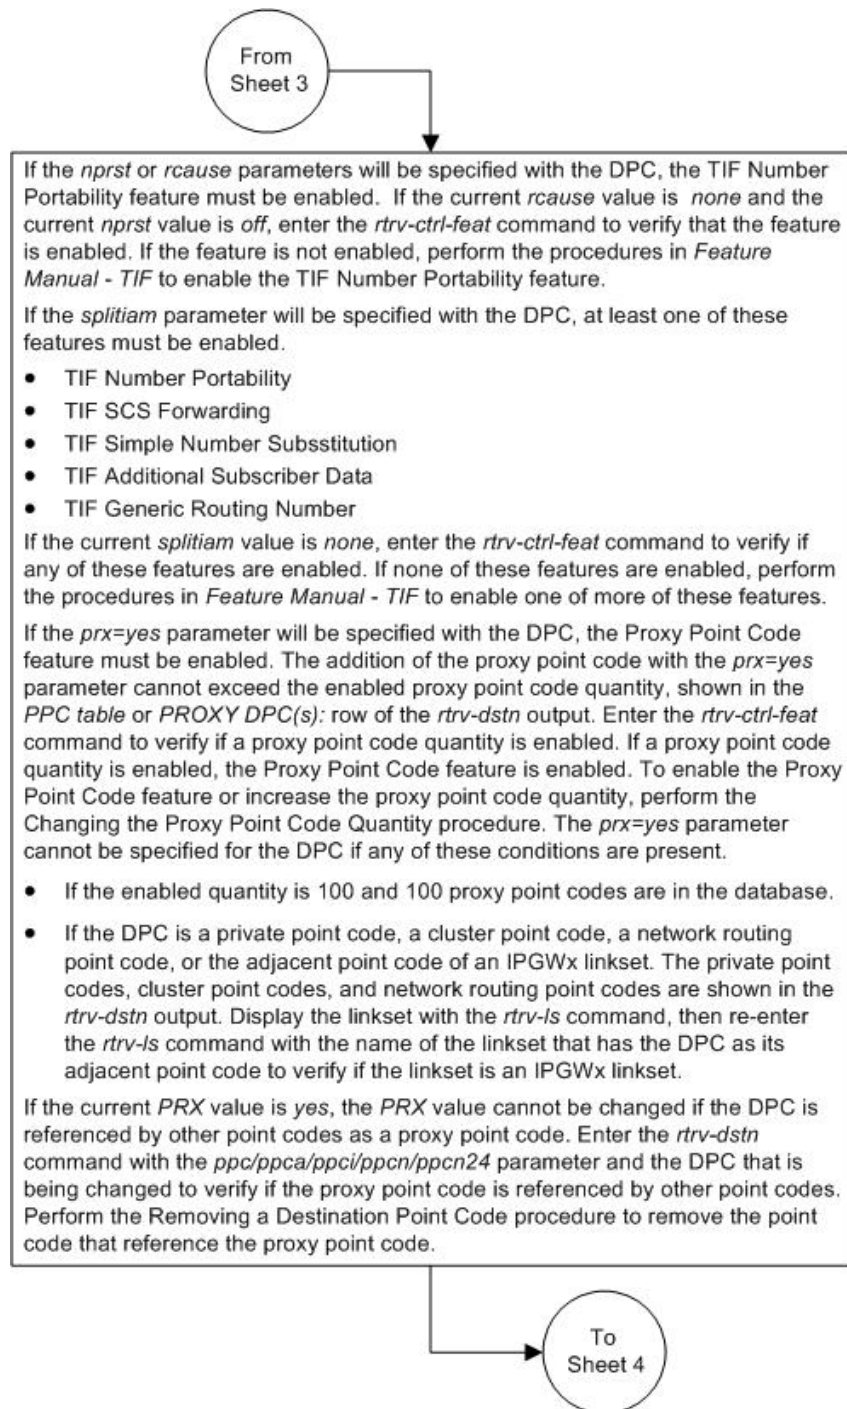 From
Sheet 3
If the nprst or rcause parameters will be specified with the DPC, the TIF Number
Portability feature must be enabled.  If the current rcause value is  none and the
current nprst value is off, enter the rtrv-ctrl-feat command to verify that the feature
is enabled. If the feature is not enabled, perform the procedures in Feature
Manual - TIF to enable the TIF Number Portability feature.
If the splitiam parameter will be specified with the DPC, at least one of these
features must be enabled.
• TIF Number Portability
• TIF SCS Forwarding
• TIF Simple Number Subsstitution
• TIF Additional Subscriber Data
• TIF Generic Routing Number
If the current splitiam value is none, enter the rtrv-ctrl-feat command to verify if
any of these features are enabled. If none of these features are enabled, perform
the procedures in Feature Manual - TIF to enable one of more of these features.
If the prx=yes parameter will be specified with the DPC, the Proxy Point Code
feature must be enabled. The addition of the proxy point code with the prx=yes
parameter cannot exceed the enabled proxy point code quantity, shown in the
PPC table or PROXY DPC(s): row of the rtrv-dstn output. Enter the rtrv-ctrl-feat
command to verify if a proxy point code quantity is enabled. If a proxy point code
quantity is enabled, the Proxy Point Code feature is enabled. To enable the Proxy
Point Code feature or increase the proxy point code quantity, perform the
Changing the Proxy Point Code Quantity procedure. The prx=yes parameter
cannot be specified for the DPC if any of these conditions are present.
• If the enabled quantity is 100 and 100 proxy point codes are in the database.
• If the DPC is a private point code, a cluster point code, a network routing
point code, or the adjacent point code of an IPGWx linkset. The private point
codes, cluster point codes, and network routing point codes are shown in the
rtrv-dstn output. Display the linkset with the rtrv-ls command, then re-enter
the rtrv-ls command with the name of the linkset that has the DPC as its
adjacent point code to verify if the linkset is an IPGWx linkset.
If the current PRX value is yes, the PRX value cannot be changed if the DPC is
referenced by other point codes as a proxy point code. Enter the rtrv-dstn
command with the ppc/ppca/ppci/ppcn/ppcn24 parameter and the DPC that is
being changed to verify if the proxy point code is referenced by other point codes.
Perform the Removing a Destination Point Code procedure to remove the point
code that reference the proxy point code.
To
Sheet 4